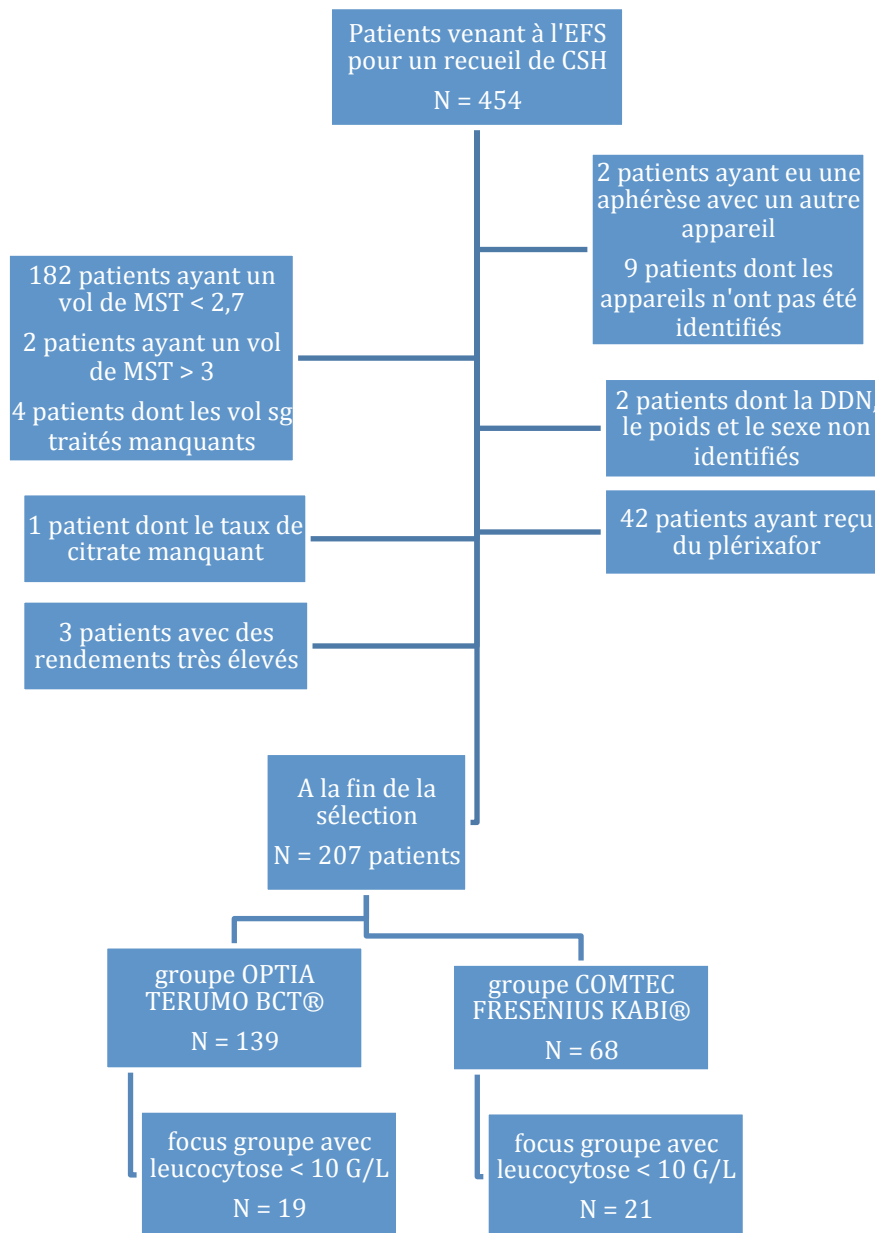 Patients venant à l'EFS
pour un recueil de CSH
N = 454
2 patients ayant eu une
aphérèse avec un autre
appareil
9 patients dont les
appareils n'ont pas été
identifiés
182 patients ayant un
vol de MST < 2,7
2 patients ayant un vol
de MST > 3
4 patients dont les vol sg
traités manquants
2 patients dont la DDN,
le poids et le sexe non
identifiés
1 patient dont le taux de
citrate manquant
42 patients ayant reçu
du plérixafor
3 patients avec des
rendements très élevés
A la fin de la
sélection
N = 207 patients
groupe OPTIA
TERUMO BCT®
N = 139
groupe COMTEC
FRESENIUS KABI®
N = 68
focus groupe avec
leucocytose < 10 G/L
N = 19
focus groupe avec
leucocytose < 10 G/L
N = 21